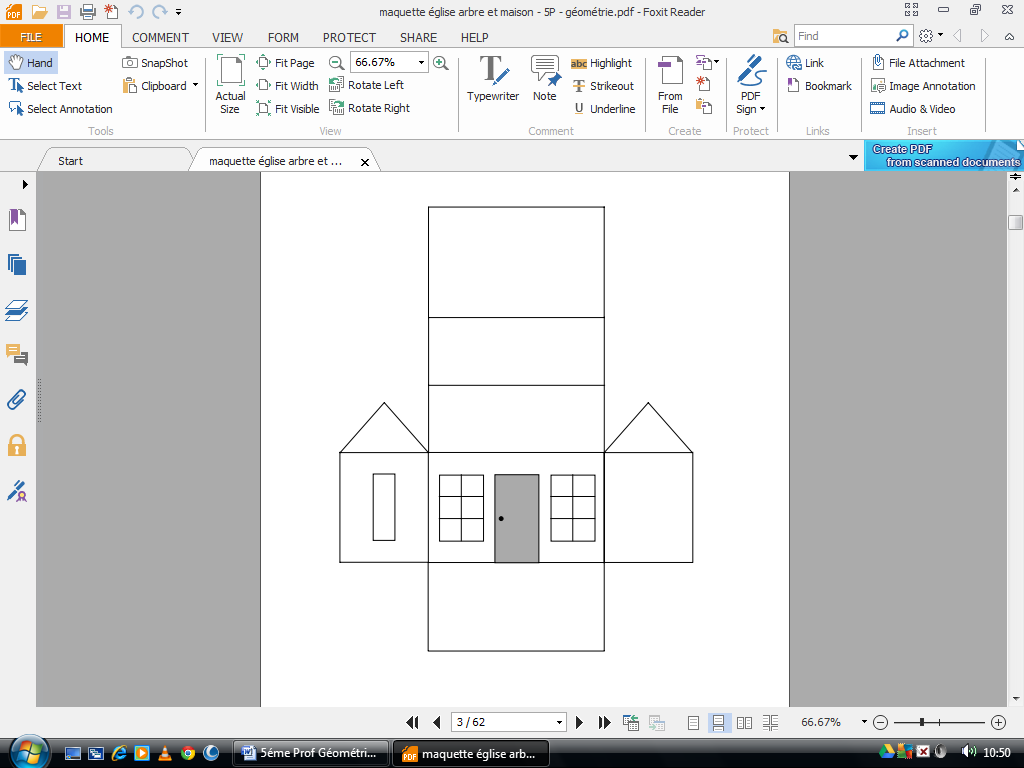 maquette église arbre et maison - 5P - géométrie.pdf - Foxit Reader
FILE HOME COMMENT VIEW FORM PROTECT SHARE HELP Find
Hand SnapShot Fit Page 66.67% Rotate Left Highlight Link File Attachment
Select Text Clipboard Actual Size Fit Width Rotate Right Typewriter Note Strikeout From File PDF Sign Bookmark Image Annotation
Select Annotation Fit Visible Underline Audio & Video
Tools View Comment Create Protect Links Insert
Start maquette église arbre et ... Create PDF
from scanned documents
3 / 62 66.67%
5éme Prof Géométri... maquette église arb... 10:50